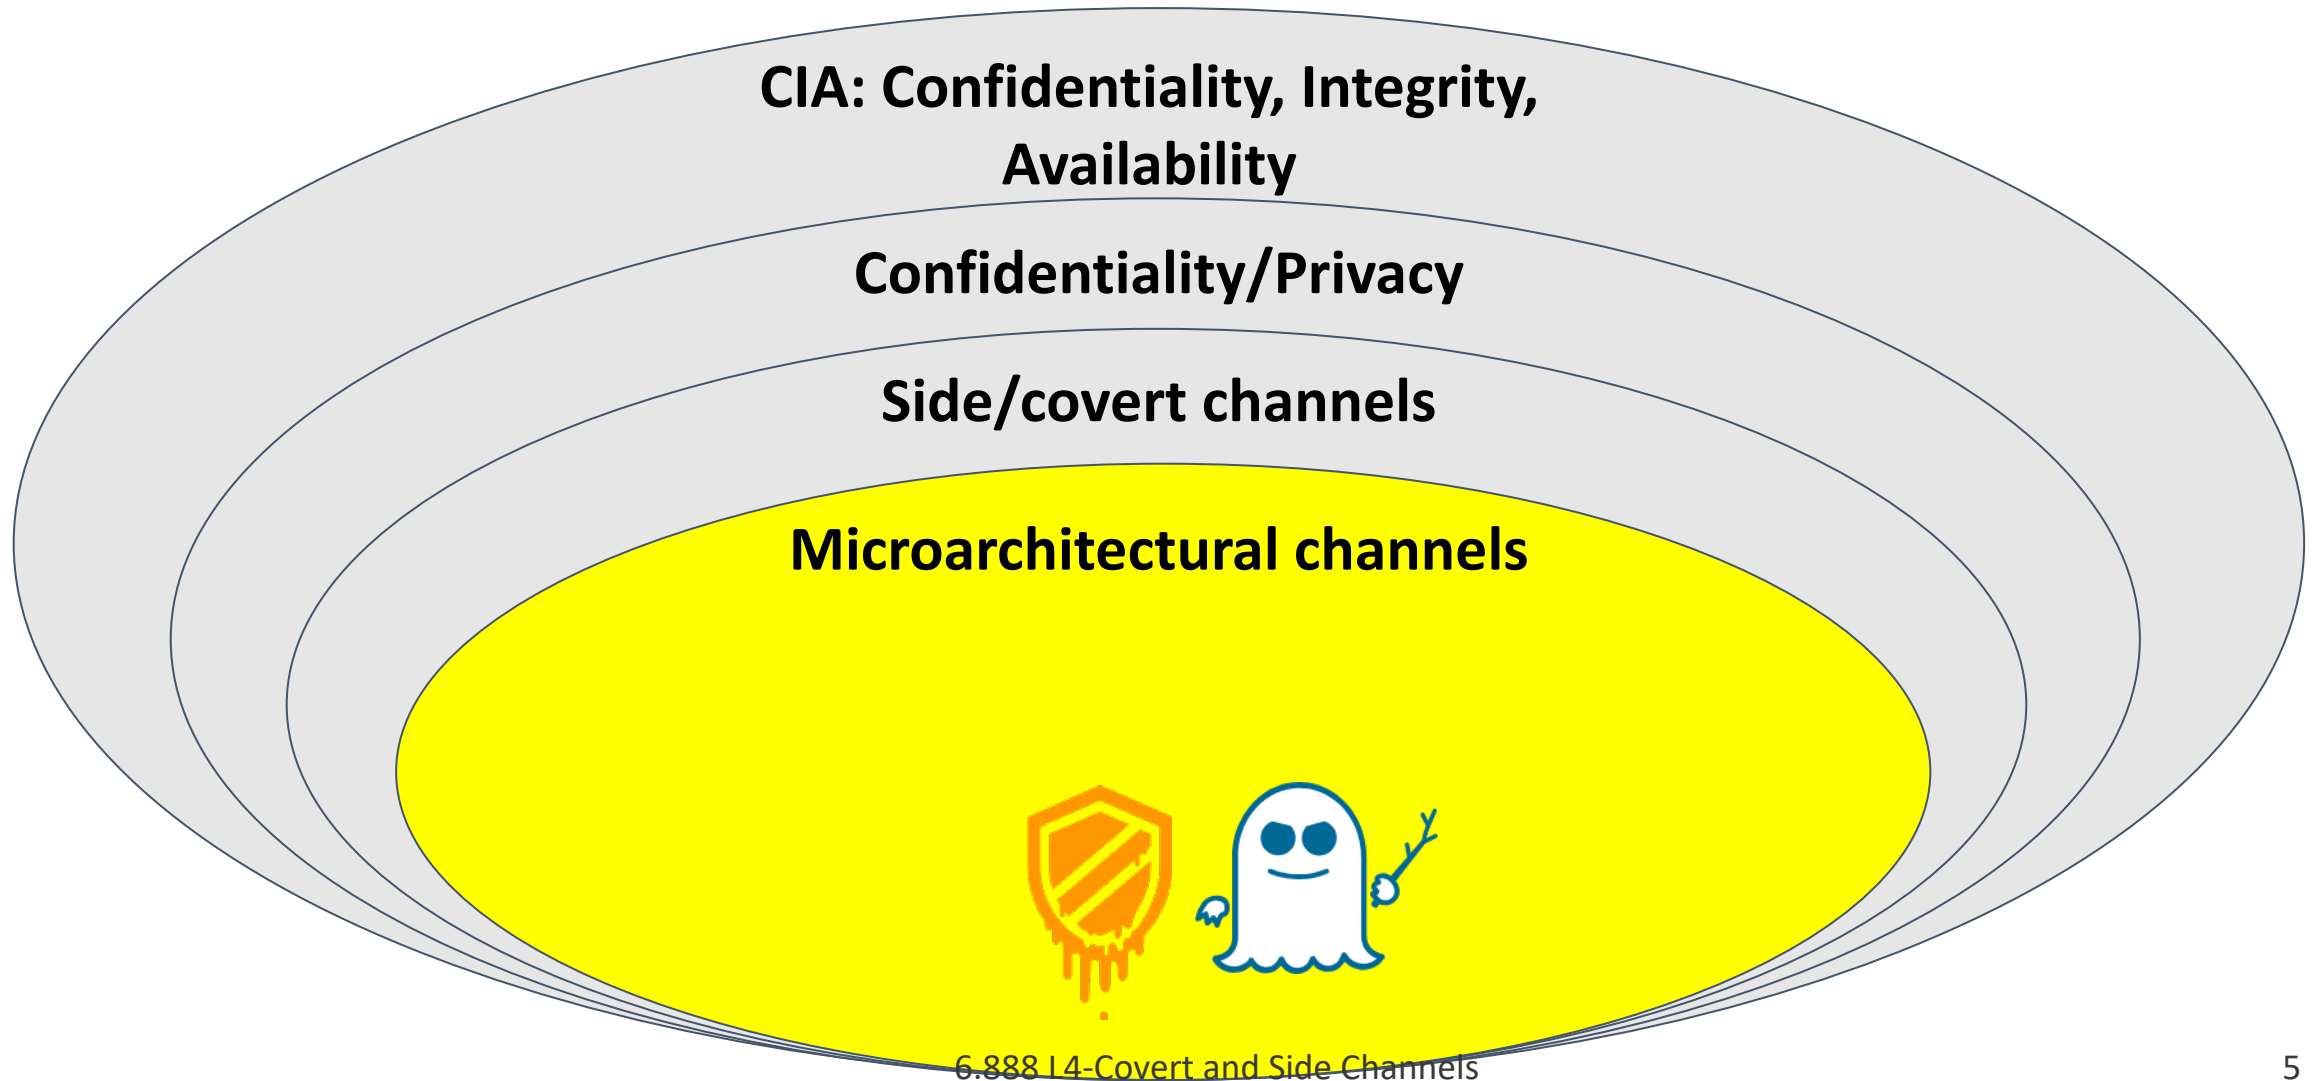 CIA: Confidentiality, Integrity,
Availability
Confidentiality/Privacy
Side/covert channels
Microarchitectural channels
6.888 L4-Covert and Side Channels
5